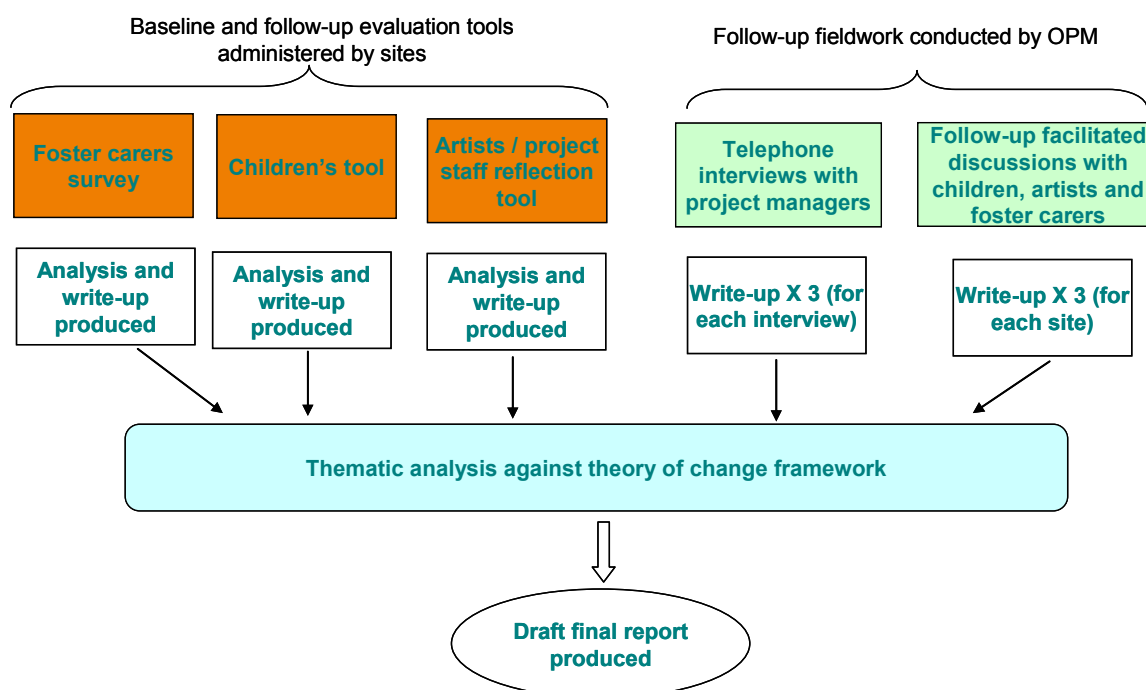 Baseline and follow-up evaluation tools
administered by sites
Follow-up fieldwork conducted by OPM
Foster carers
survey
Children's tool
Artists / project
staff reflection
tool
Telephone
interviews with
project managers
Follow-up facilitated
discussions with
children, artists and
foster carers
Analysis and
write-up
produced
Analysis and
write-up
produced
Analysis and
write-up
produced
Write-up X 3 (for
each interview)
Write-up X 3 (for
each site)
Thematic analysis against theory of change framework
Draft final report
produced